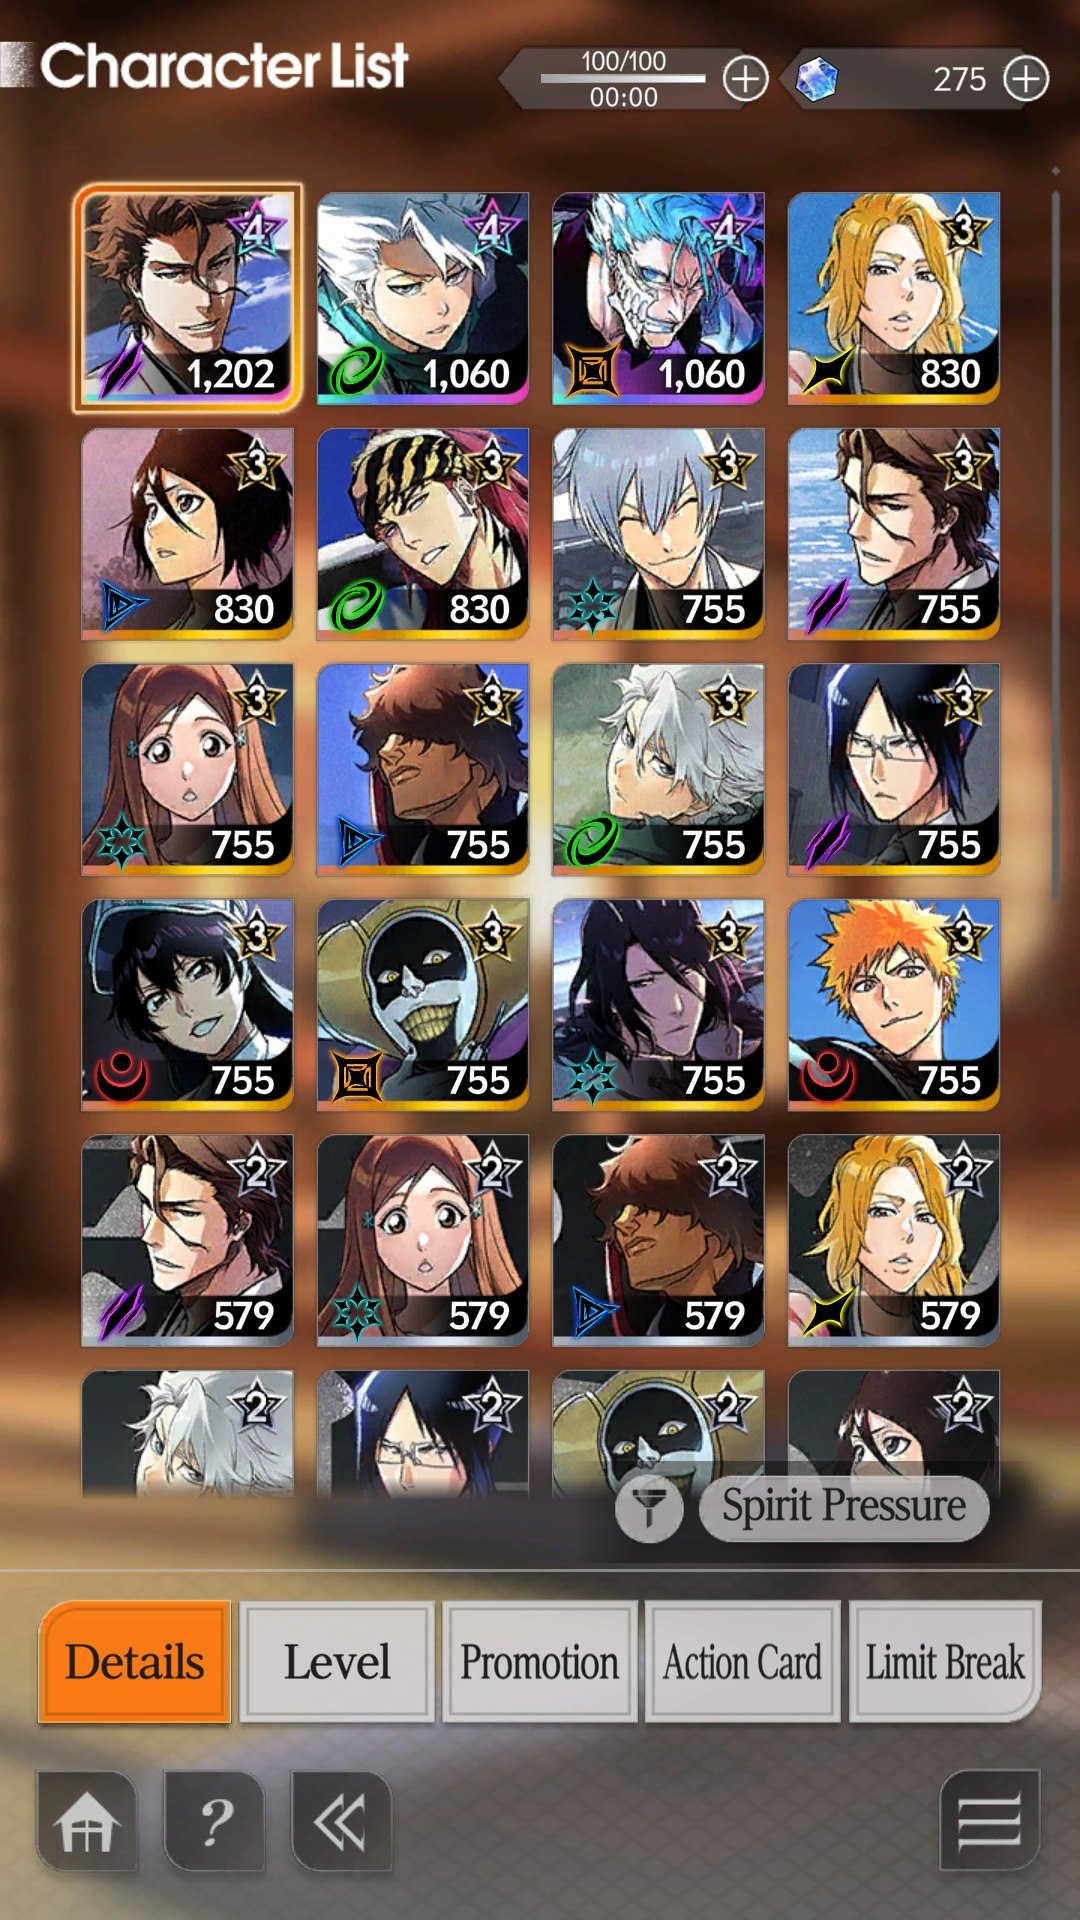 Character List
100/100
00:00
275
4 4 4 3
1,202 1,060 1,060 830
3 3 3 3
830 830 755 755
3 3 3 3
755 755 755 755
3 3 3 3
755 755 755 755
2 2 2 2
579 579 579 579
2 2 2 2
Spirit Pressure
Details Level Promotion Action Card Limit Break
?